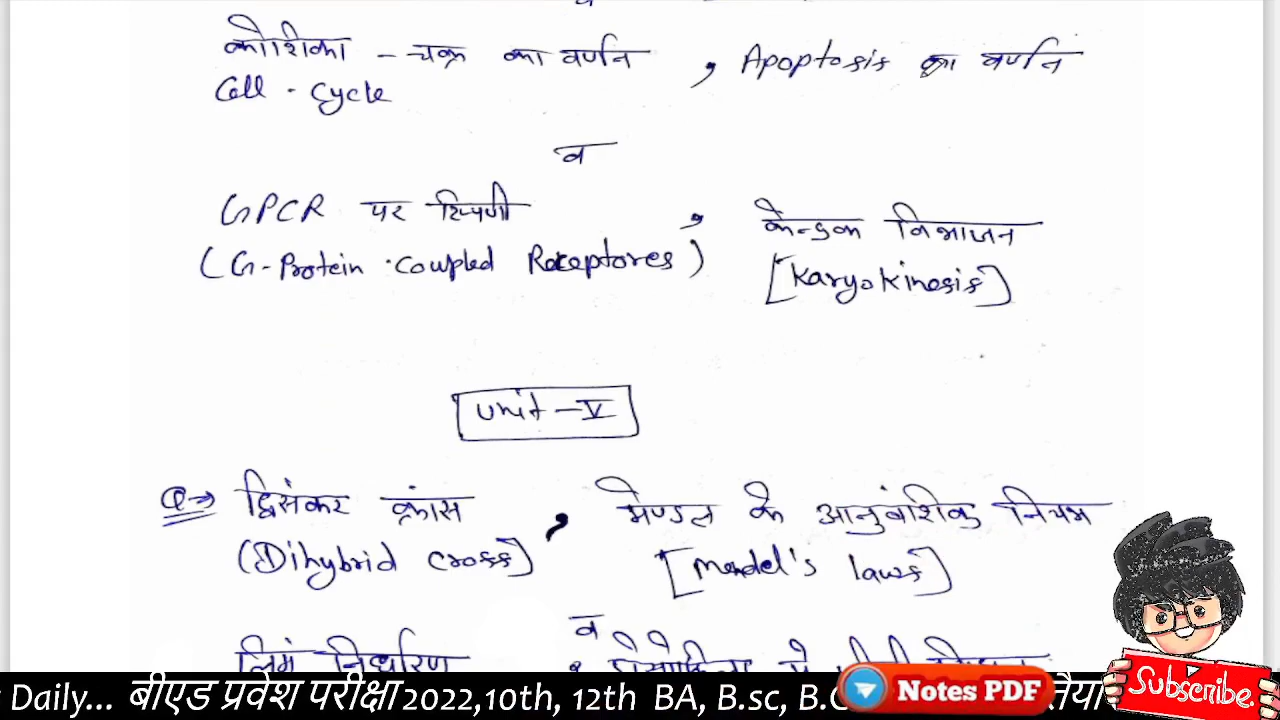 कोशिका - चक्र का वर्णन , Apoptosis का वर्णन
Cell - Cycle
व
GPCR पर टिप्पणी , केन्द्रक विभाजन
(G-Protein Coupled Receptores) [Karyokinesis]
Unit - V
Q→ द्विसंकर क्रांस , मेण्डल के आनुवंशिक नियम
(Dihybrid cross) [Mendel's laws]
व
लिगं निर्धारण
Daily... बीएड प्रवेश परीक्षा 2022,10th, 12th BA, B.sc, B.C
Notes PDF
Subscribe.